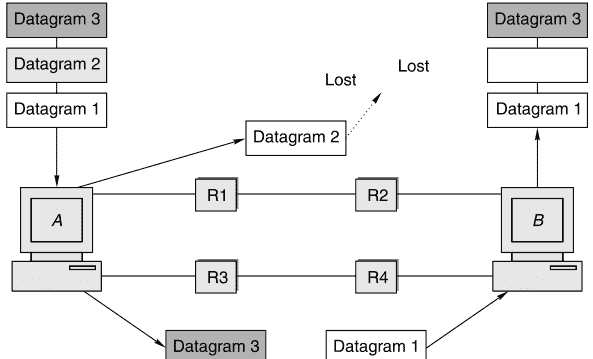 Datagram 3
Datagram 2
Datagram 1
Lost
Lost
Datagram 2
Datagram 3
Datagram 1
A
R1
R2
B
R3
R4
Datagram 3
Datagram 1